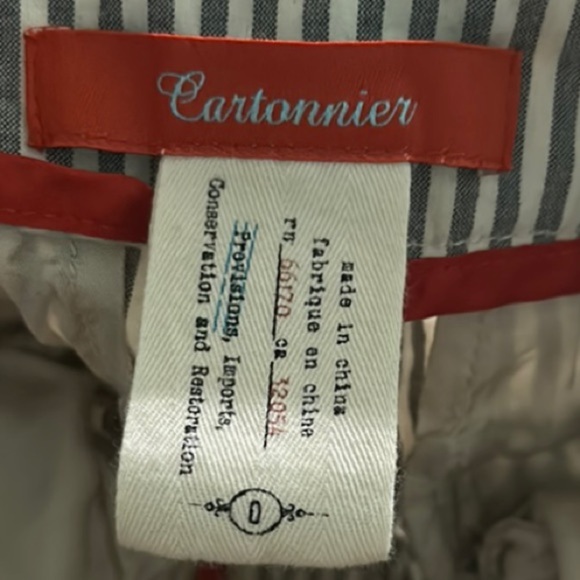 Cartonnier
made in china
fabrique en chine
rn 66170 ca 32054
Provisions, Imports,
Conservation and Restoration
0